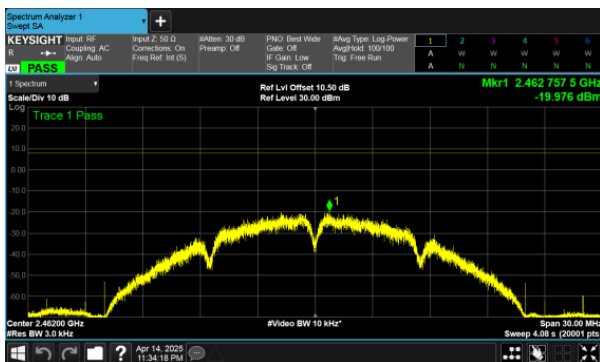 Spectrum Analyzer 1
Swept SA
+
KEYSIGHT Input: RF Input Z: 50 Ω #Atten: 30 dB PNO: Best Wide #Avg Type: Log-Power 1 2 3 4 5 6
R Coupling: AC Corrections: On Preamp: Off Gate: Off Avg|Hold: 100/100 A W W W W W
Align: Auto Freq Ref: Int (S) IF Gain: Low Trig: Free Run
Sig Track: Off A N N N N N
PASS
1 Spectrum Ref Lvl Offset 10.50 dB Mkr1 2.462 757 5 GHz
Scale/Div 10 dB Ref Level 30.00 dBm -19.976 dBm
Log
Trace 1 Pass
20.0
10.0
0.00
-10.0
1
-20.0
-30.0
-40.0
-50.0
-60.0
Center 2.46200 GHz #Video BW 10 kHz* Span 30.00 MHz
#Res BW 3.0 kHz Sweep 4.08 s (20001 pts)
? Apr 14, 2025
11:34:18 PM